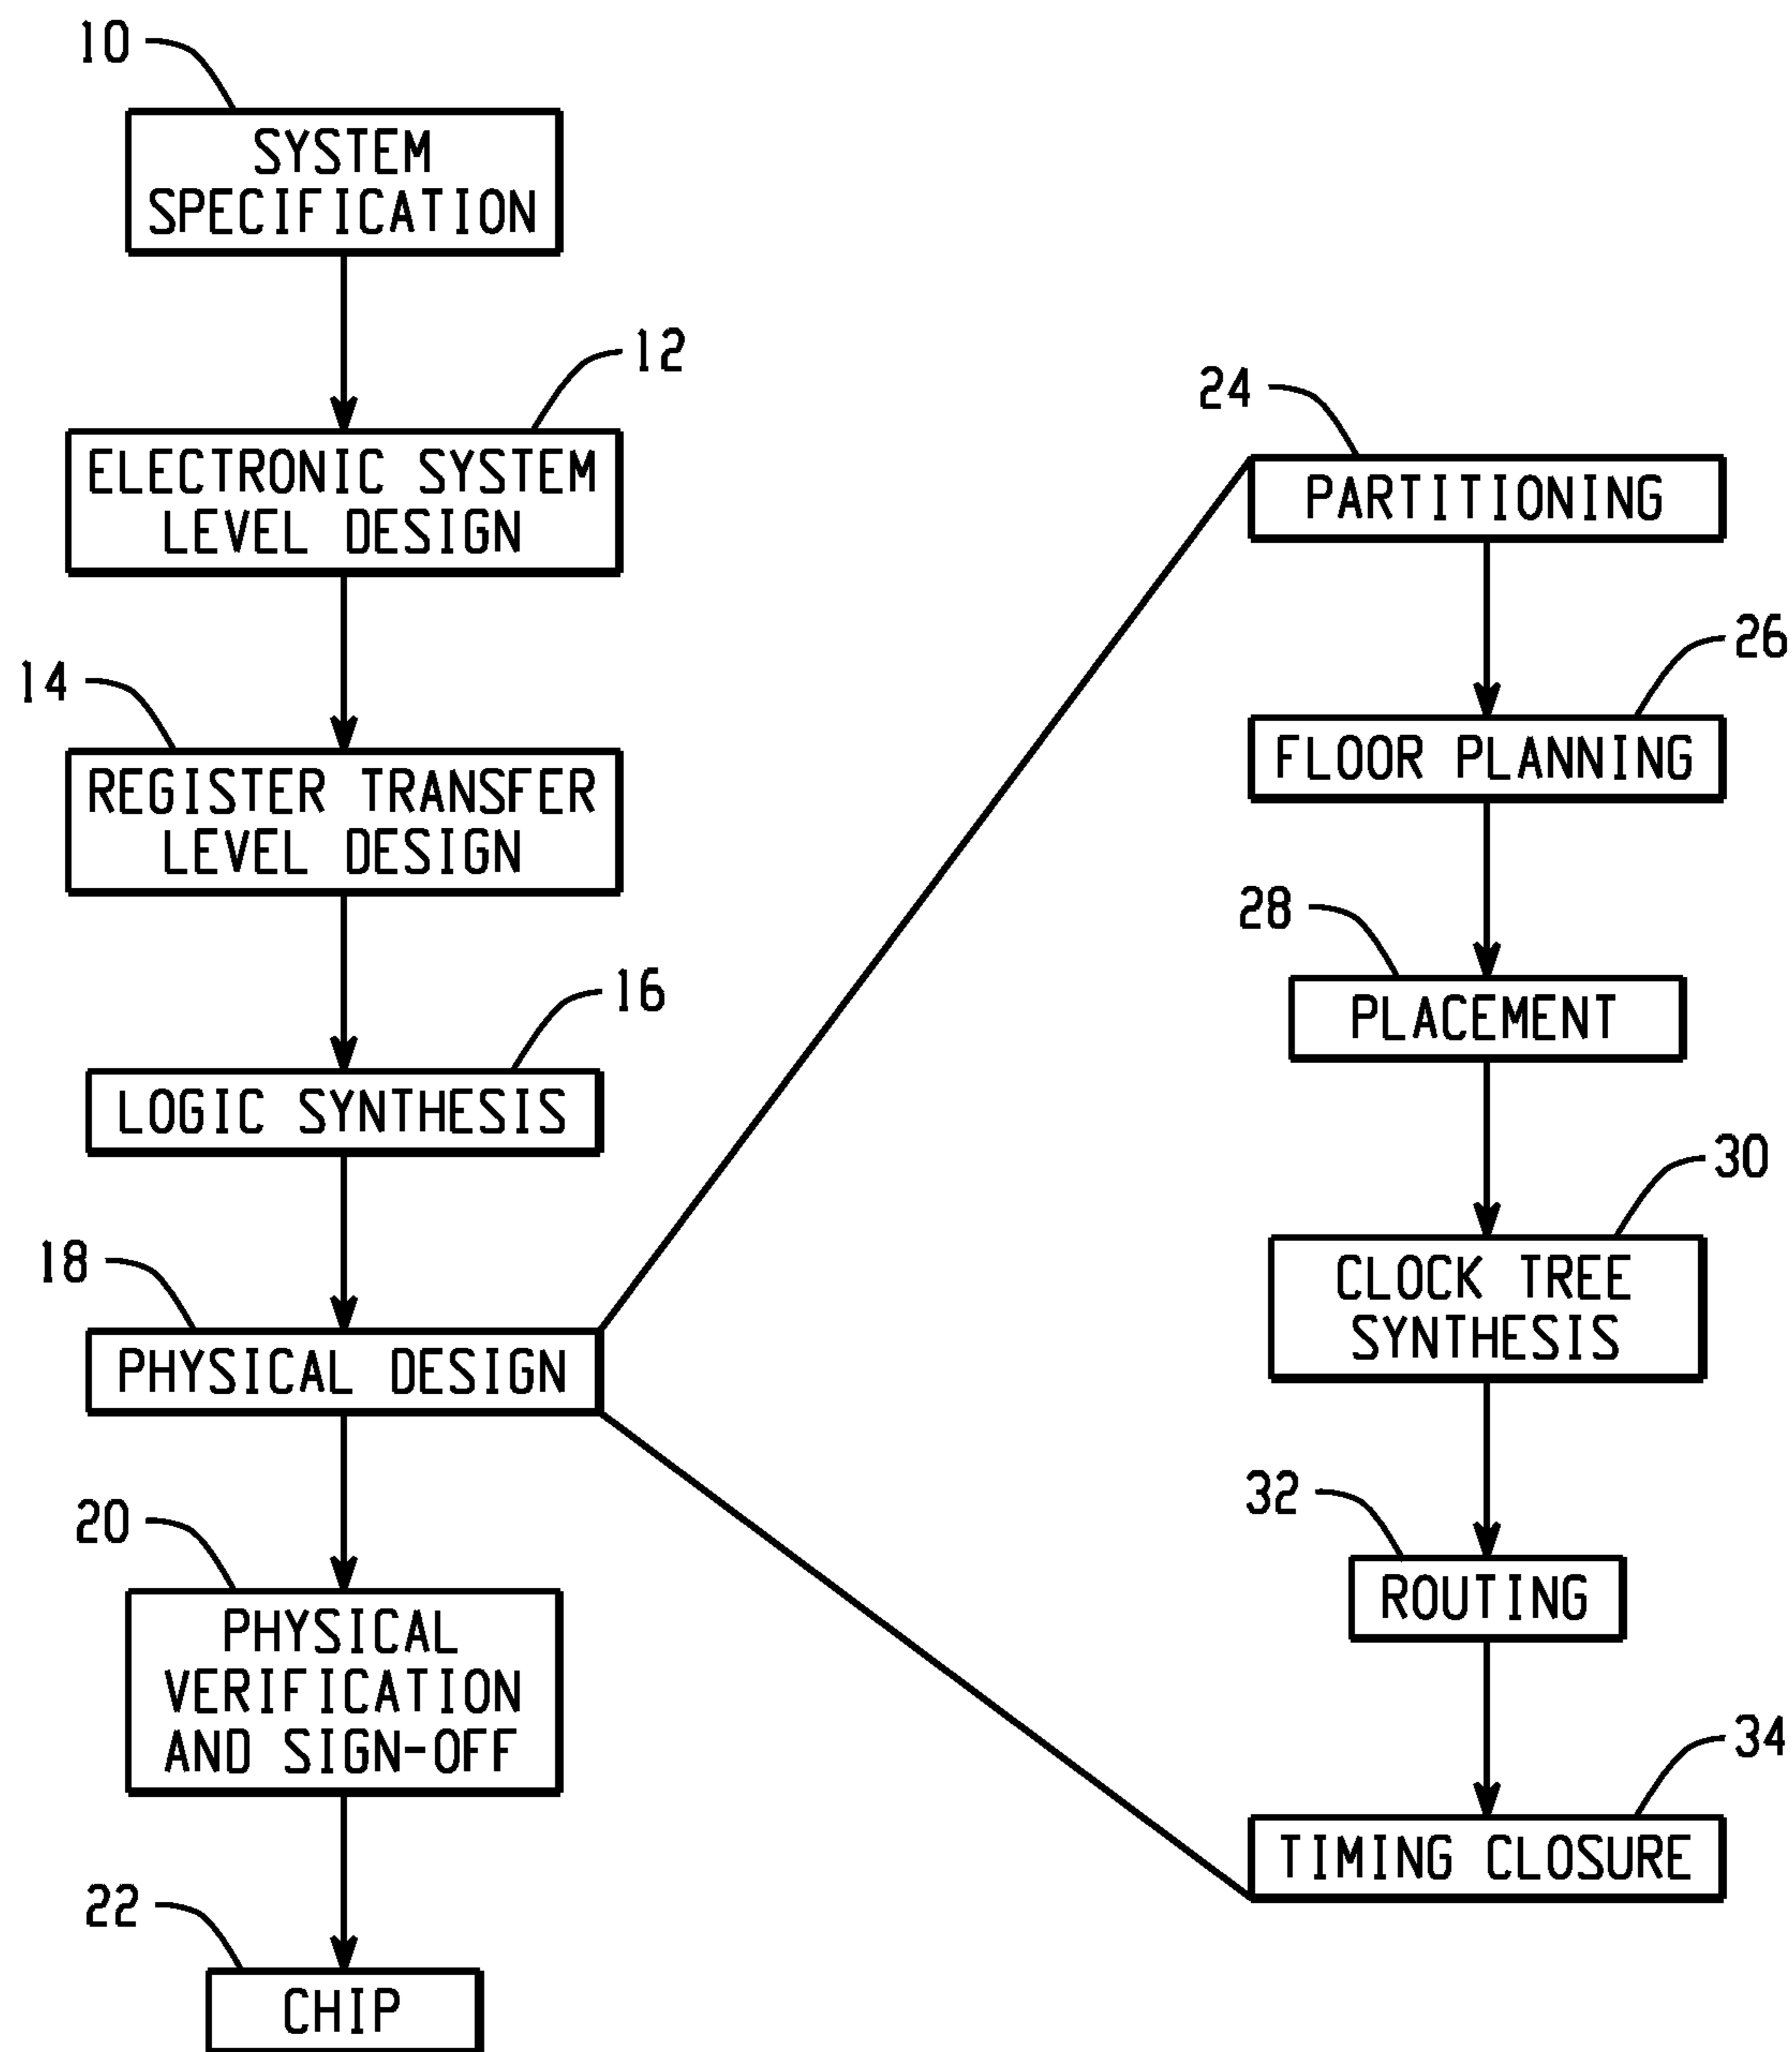 10
SYSTEM
SPECIFICATION
12
ELECTRONIC SYSTEM
LEVEL DESIGN
14
REGISTER TRANSFER
LEVEL DESIGN
16
LOGIC SYNTHESIS
18
PHYSICAL DESIGN
20
PHYSICAL
VERIFICATION
AND SIGN-OFF
22
CHIP
24
PARTITIONING
26
FLOOR PLANNING
28
PLACEMENT
30
CLOCK TREE
SYNTHESIS
32
ROUTING
34
TIMING CLOSURE